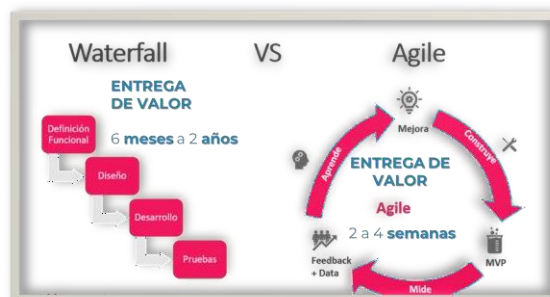 Waterfall VS Agile
ENTREGA
DE VALOR
6 meses a 2 años
Definición
Funcional
Diseño
Desarrollo
Pruebas
Mejora
Construye
MVP
Mide
Feedback
+ Data
Aprende
ENTREGA DE
VALOR
Agile
2 a 4 semanas